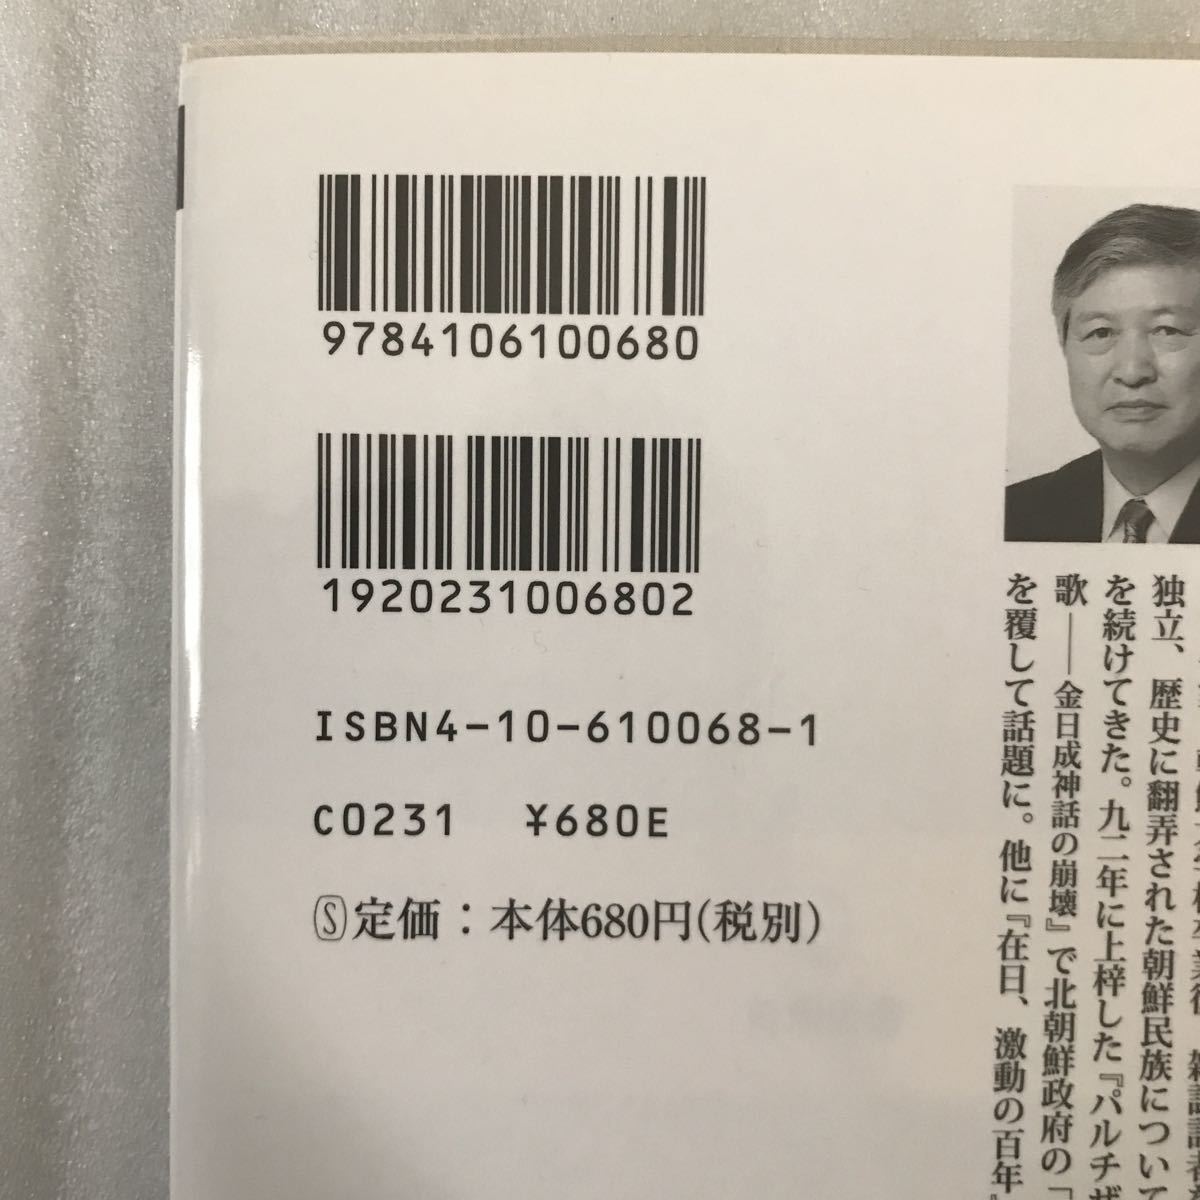 9784106100680
1920231006802
ISBN4-10-610068-1
C0231 ¥680E
Ⓢ定価：本体680円(税別)
独立、歴史に翻弄された朝鮮民族について
を続けてきた。九二年に上梓した『パルチザ
歌――金日成神話の崩壊』で北朝鮮政府の「
を覆して話題に。他に『在日、激動の百年